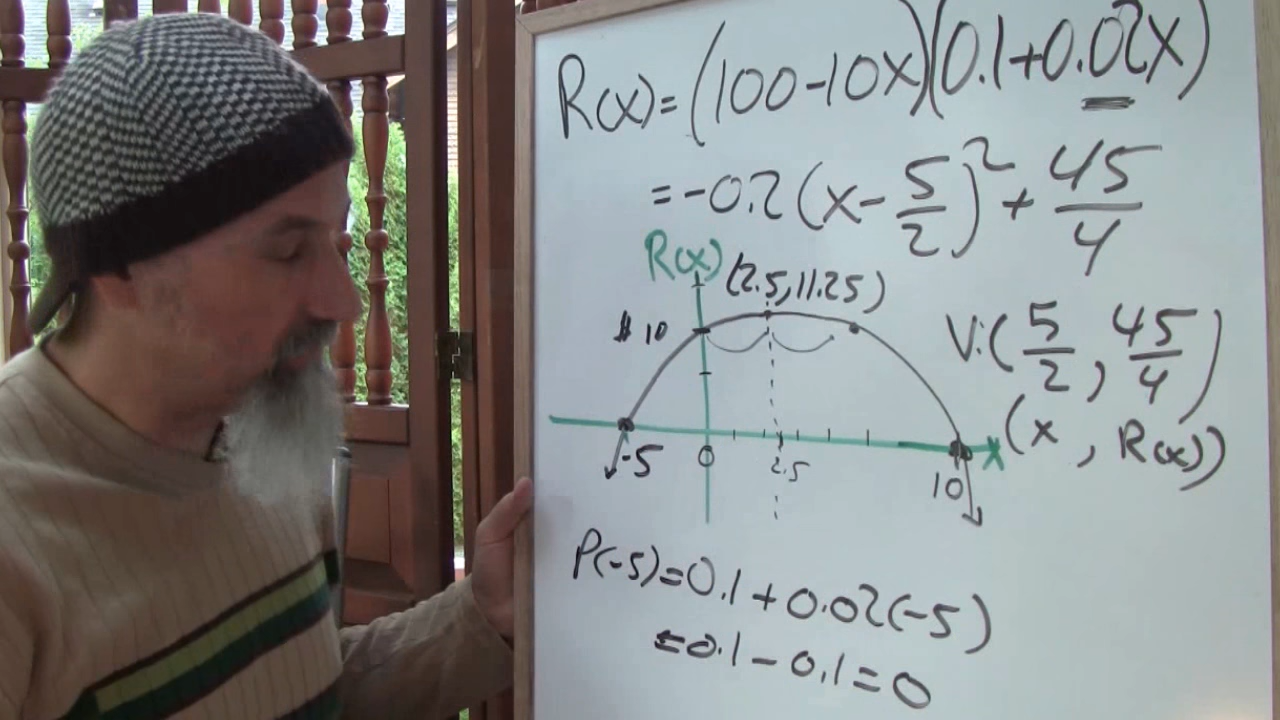 R(x)=(100-10x)(0.1+0.02x)
=-0.2(x-5/2)²+45/4
R(x)
(2.5,11.25)
$10
V:(5/2, 45/4)
(x, R(x))
-5 0 2.5 10 x
P(-5)=0.1+0.02(-5)
=0.1-0.1=0